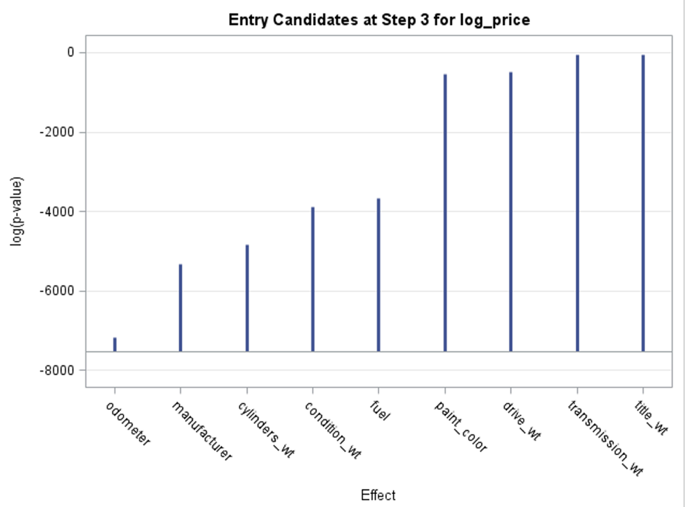 Entry Candidates at Step 3 for log_price
0
-2000
-4000
-6000
-8000
log(p-value)
odometer
manufacturer
cylinders_wt
condition_wt
fuel
paint_color
drive_wt
transmission_wt
title_wt
Effect